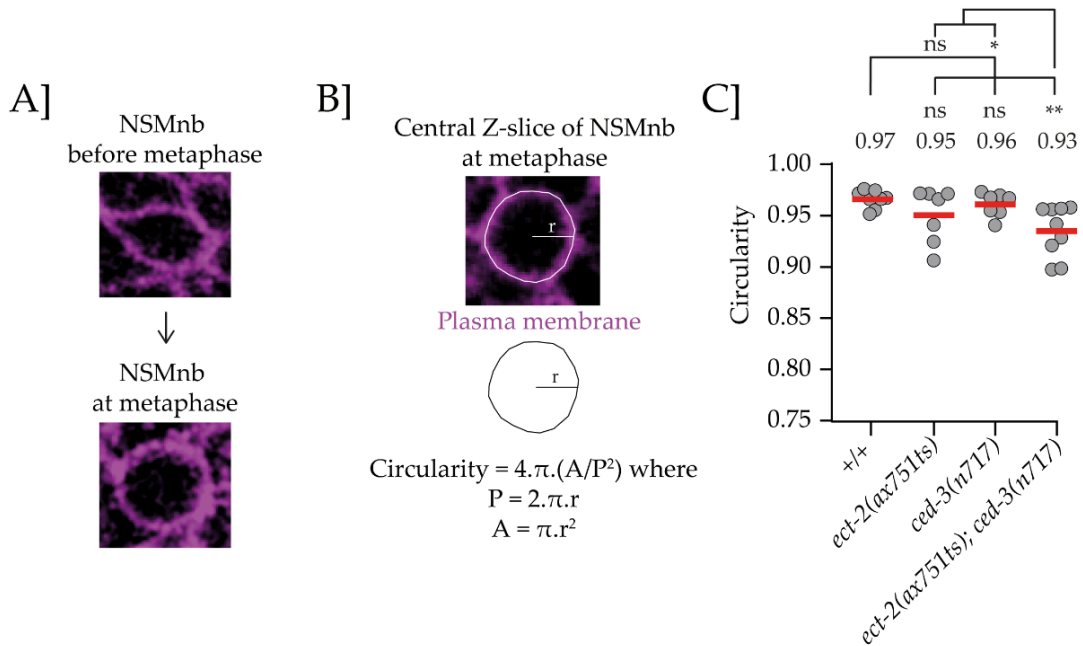 A]
NSMnb
before metaphase
NSMnb
at metaphase
B]
Central Z-slice of NSMnb
at metaphase
r
Plasma membrane
r
Circularity = 4.π.(A/P²) where
P = 2.π.r
A = π.r²
C]
ns *
ns ns **
0.97 0.95 0.96 0.93
Circularity
1.00
0.95
0.90
0.85
0.80
0.75
+/+
ect-2(ax751ts)
ced-3(n717)
ect-2(ax751ts); ced-3(n717)